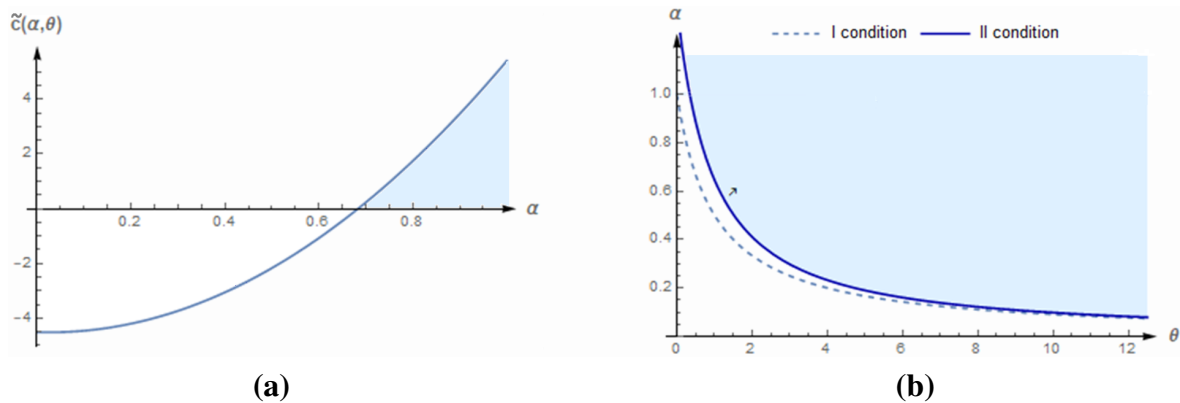 c̃(α,θ)
4
2
-2
-4
0.2 0.4 0.6 0.8 α
(a)
α
I condition II condition
1.0
0.8
0.6
0.4
0.2
0 2 4 6 8 10 12 θ
(b)